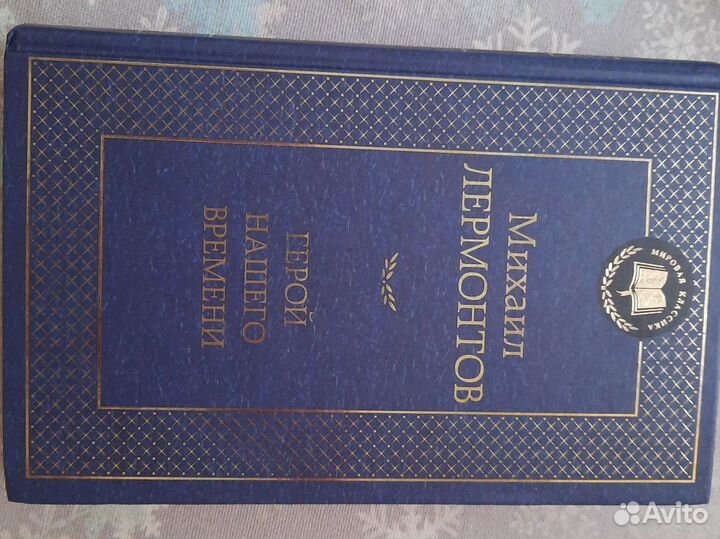 МИРОВАЯ КЛАССИКА
Михаил
ЛЕРМОНТОВ
ГЕРОЙ
НАШЕГО
ВРЕМЕНИ
Avito